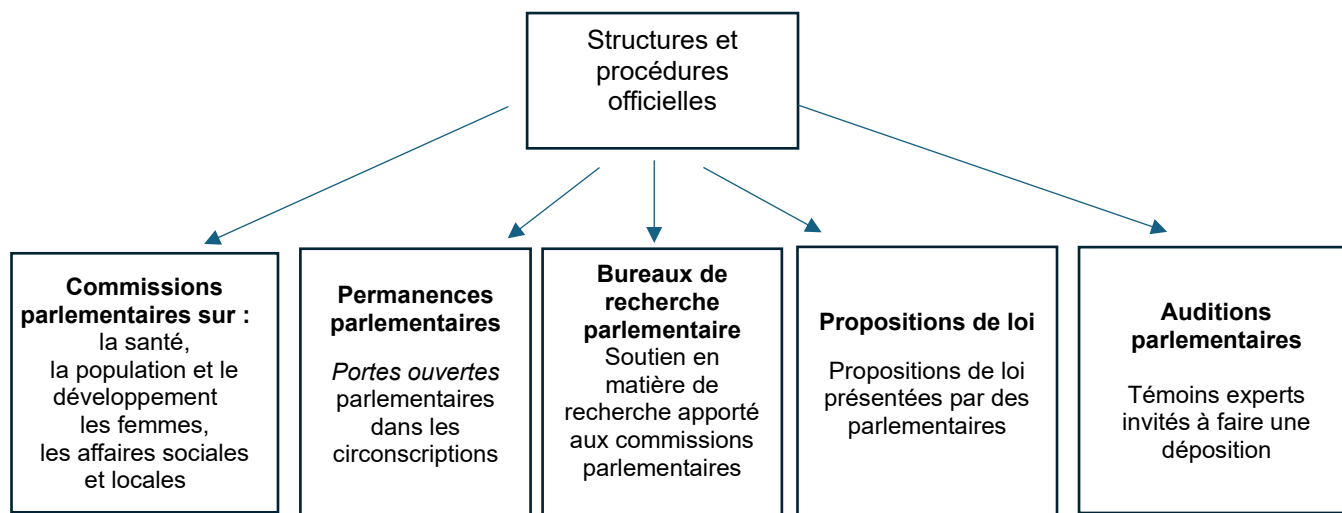 Structures et
procédures
officielles
Commissions
parlementaires sur :
la santé,
la population et le
développement
les femmes,
les affaires sociales
et locales
Permanences
parlementaires
Portes ouvertes
parlementaires
dans les
circonscriptions
Bureaux de
recherche
parlementaire
Soutien en
matière de
recherche apporté
aux commissions
parlementaires
Propositions de loi
Propositions de loi
présentées par des
parlementaires
Auditions
parlementaires
Témoins experts
invités à faire une
déposition